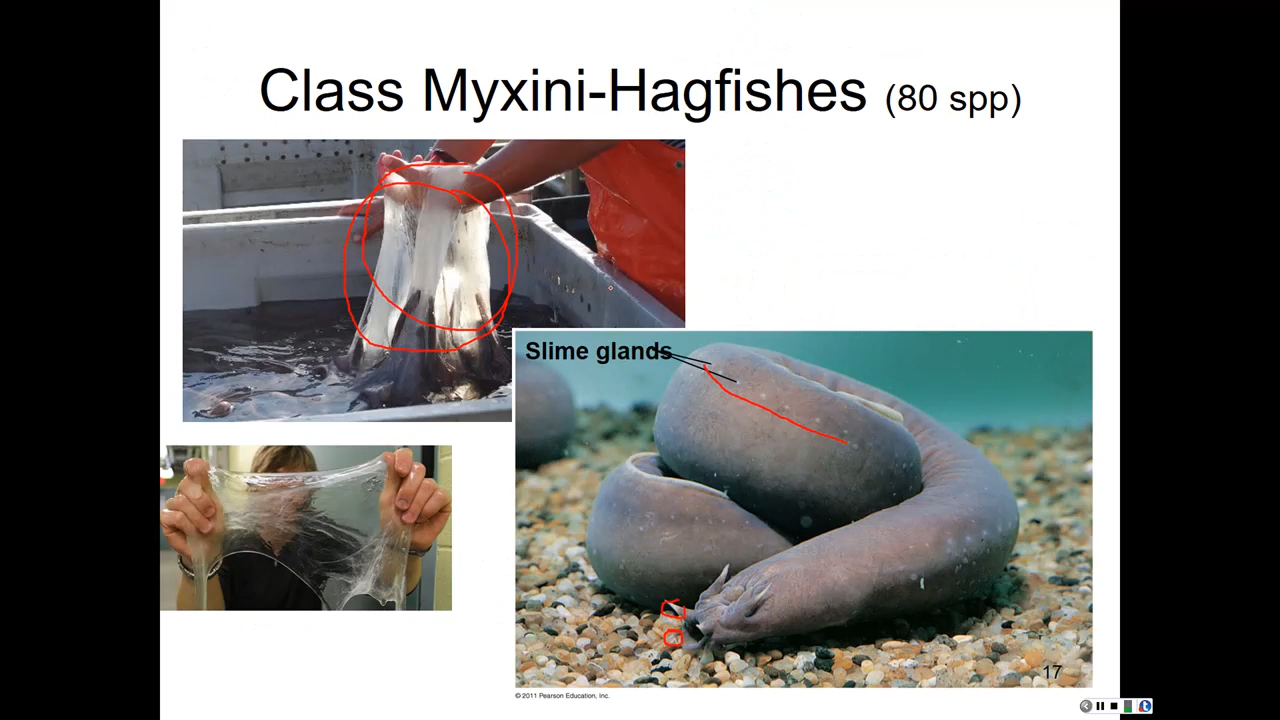 Class Myxini-Hagfishes (80 spp)
Slime glands
17
© 2011 Pearson Education, Inc.